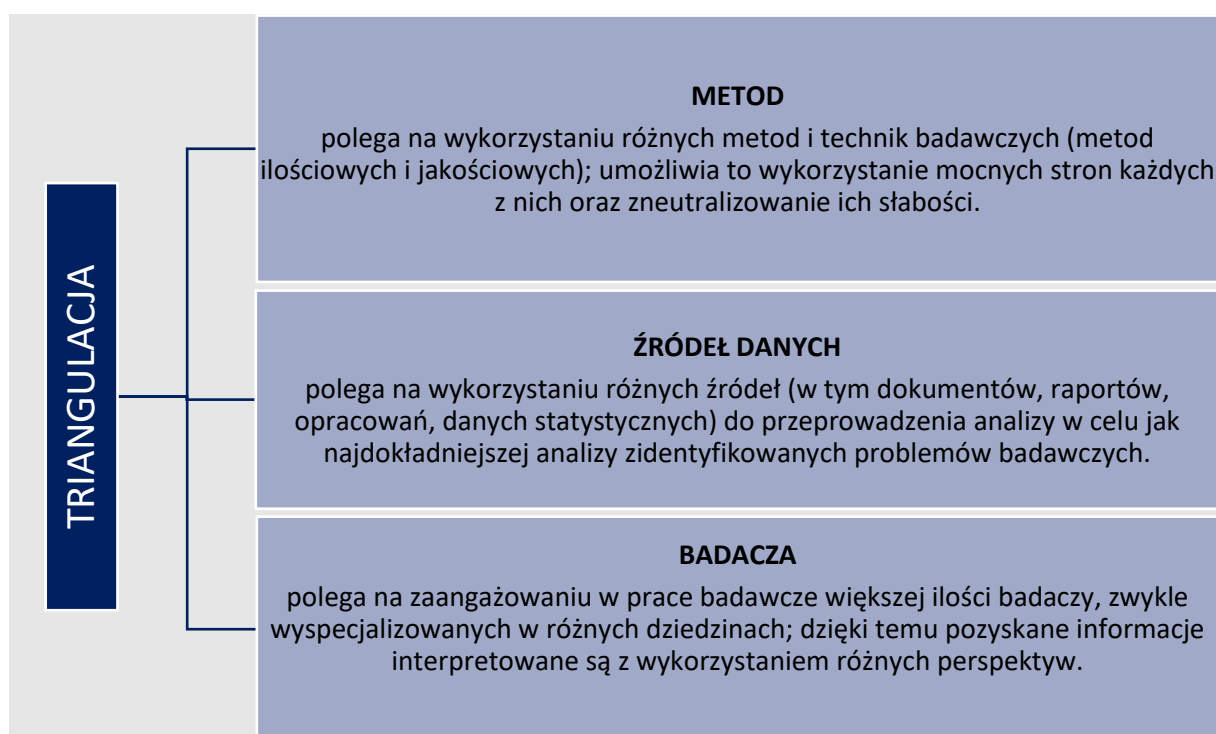 TRIANGULACJA
METOD
polega na wykorzystaniu różnych metod i technik badawczych (metod
ilościowych i jakościowych); umożliwia to wykorzystanie mocnych stron każdych
z nich oraz zneutralizowanie ich słabości.
ŹRÓDEŁ DANYCH
polega na wykorzystaniu różnych źródeł (w tym dokumentów, raportów,
opracowań, danych statystycznych) do przeprowadzenia analizy w celu jak
najdokładniejszej analizy zidentyfikowanych problemów badawczych.
BADACZA
polega na zaangażowaniu w prace badawcze większej ilości badaczy, zwykle
wyspecjalizowanych w różnych dziedzinach; dzięki temu pozyskane informacje
interpretowane są z wykorzystaniem różnych perspektyw.